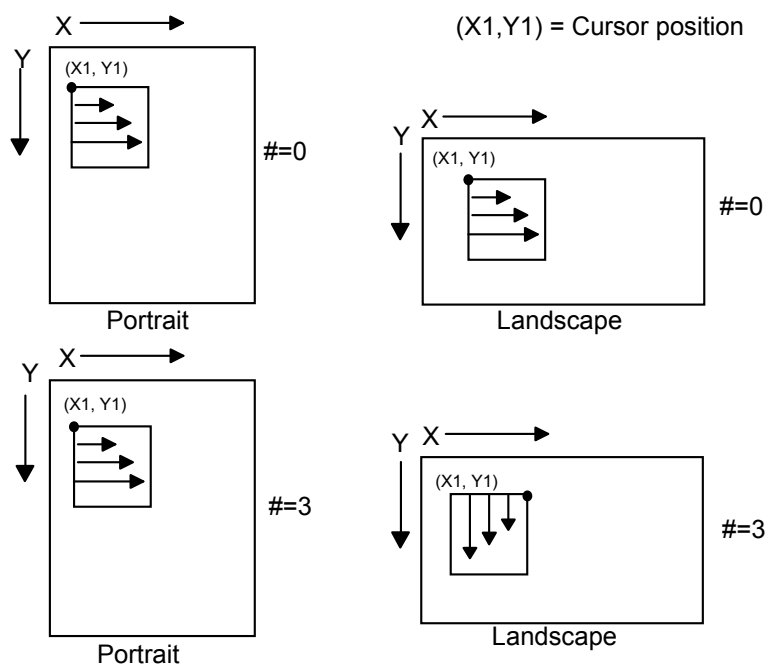 X
(X1,Y1) = Cursor position
Y
(X1, Y1)
#=0
Portrait
X
Y
(X1, Y1)
#=0
Landscape
X
Y
(X1, Y1)
#=3
Portrait
X
Y
(X1, Y1)
#=3
Landscape